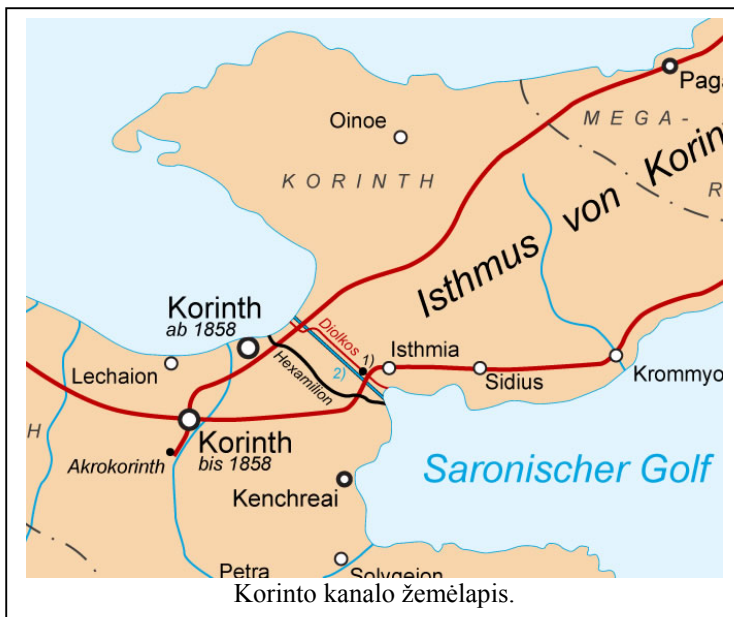 Paga
Oinoe
MEGA-
KORINTH
R
Isthmus von Korin
Korinth
ab 1858
Diolkos
1)
Isthmia
Lechaion
Hexamilion
2)
Sidius
Krommyo
H
Korinth
bis 1858
Akrokorinth
Saronischer Golf
Kenchreai
Petra
Solygeion
Korinto kanalo žemėlapis.